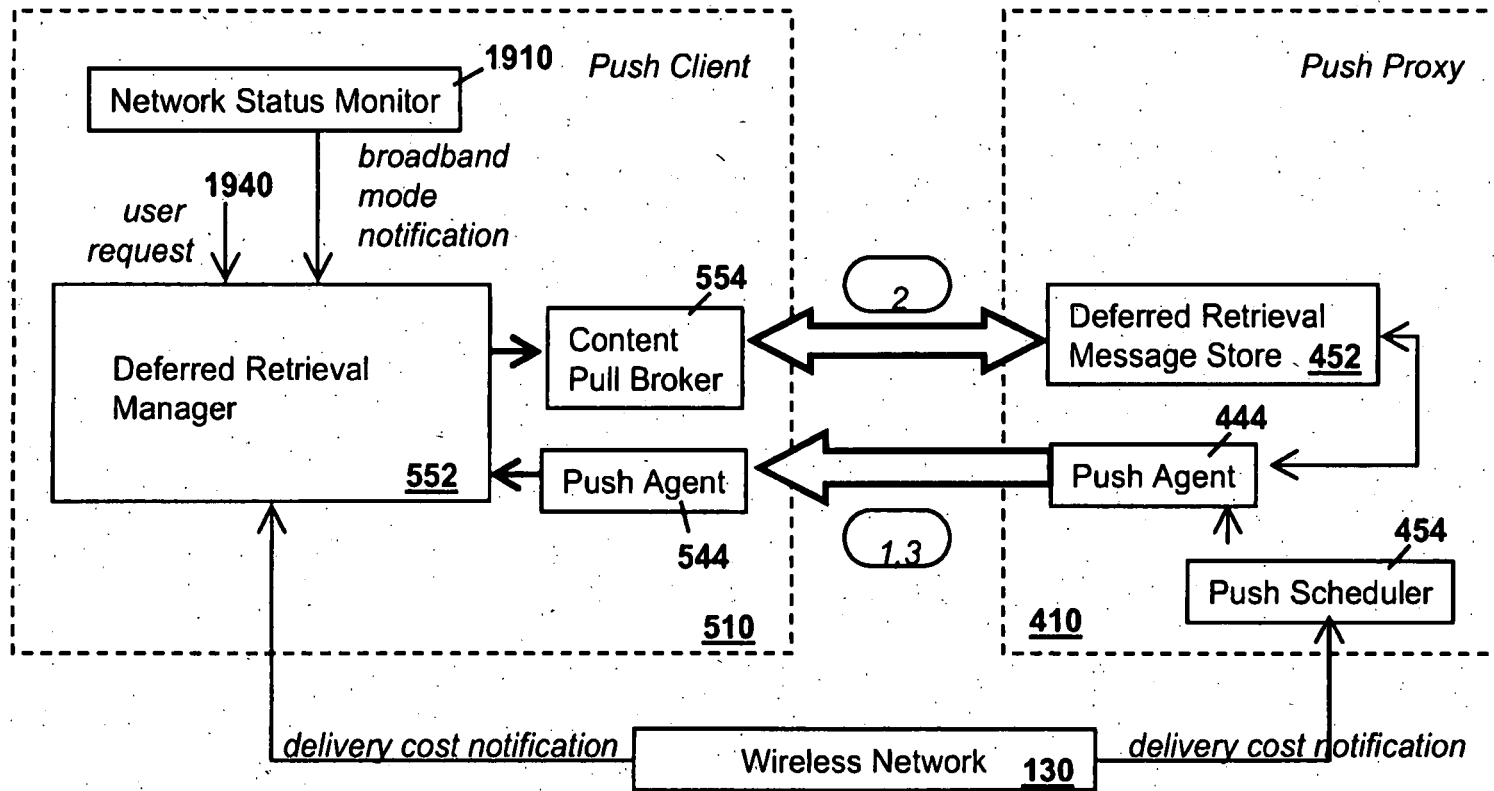 Push Client
Push Proxy
1910
Network Status Monitor
broadband
mode
notification
1940
user
request
554
2
Content
Pull Broker
Deferred Retrieval
Message Store 452
Deferred Retrieval
Manager
552
444
Push Agent
Push Agent
544
1,3
454
Push Scheduler
510
410
delivery cost notification
Wireless Network 130
delivery cost notification